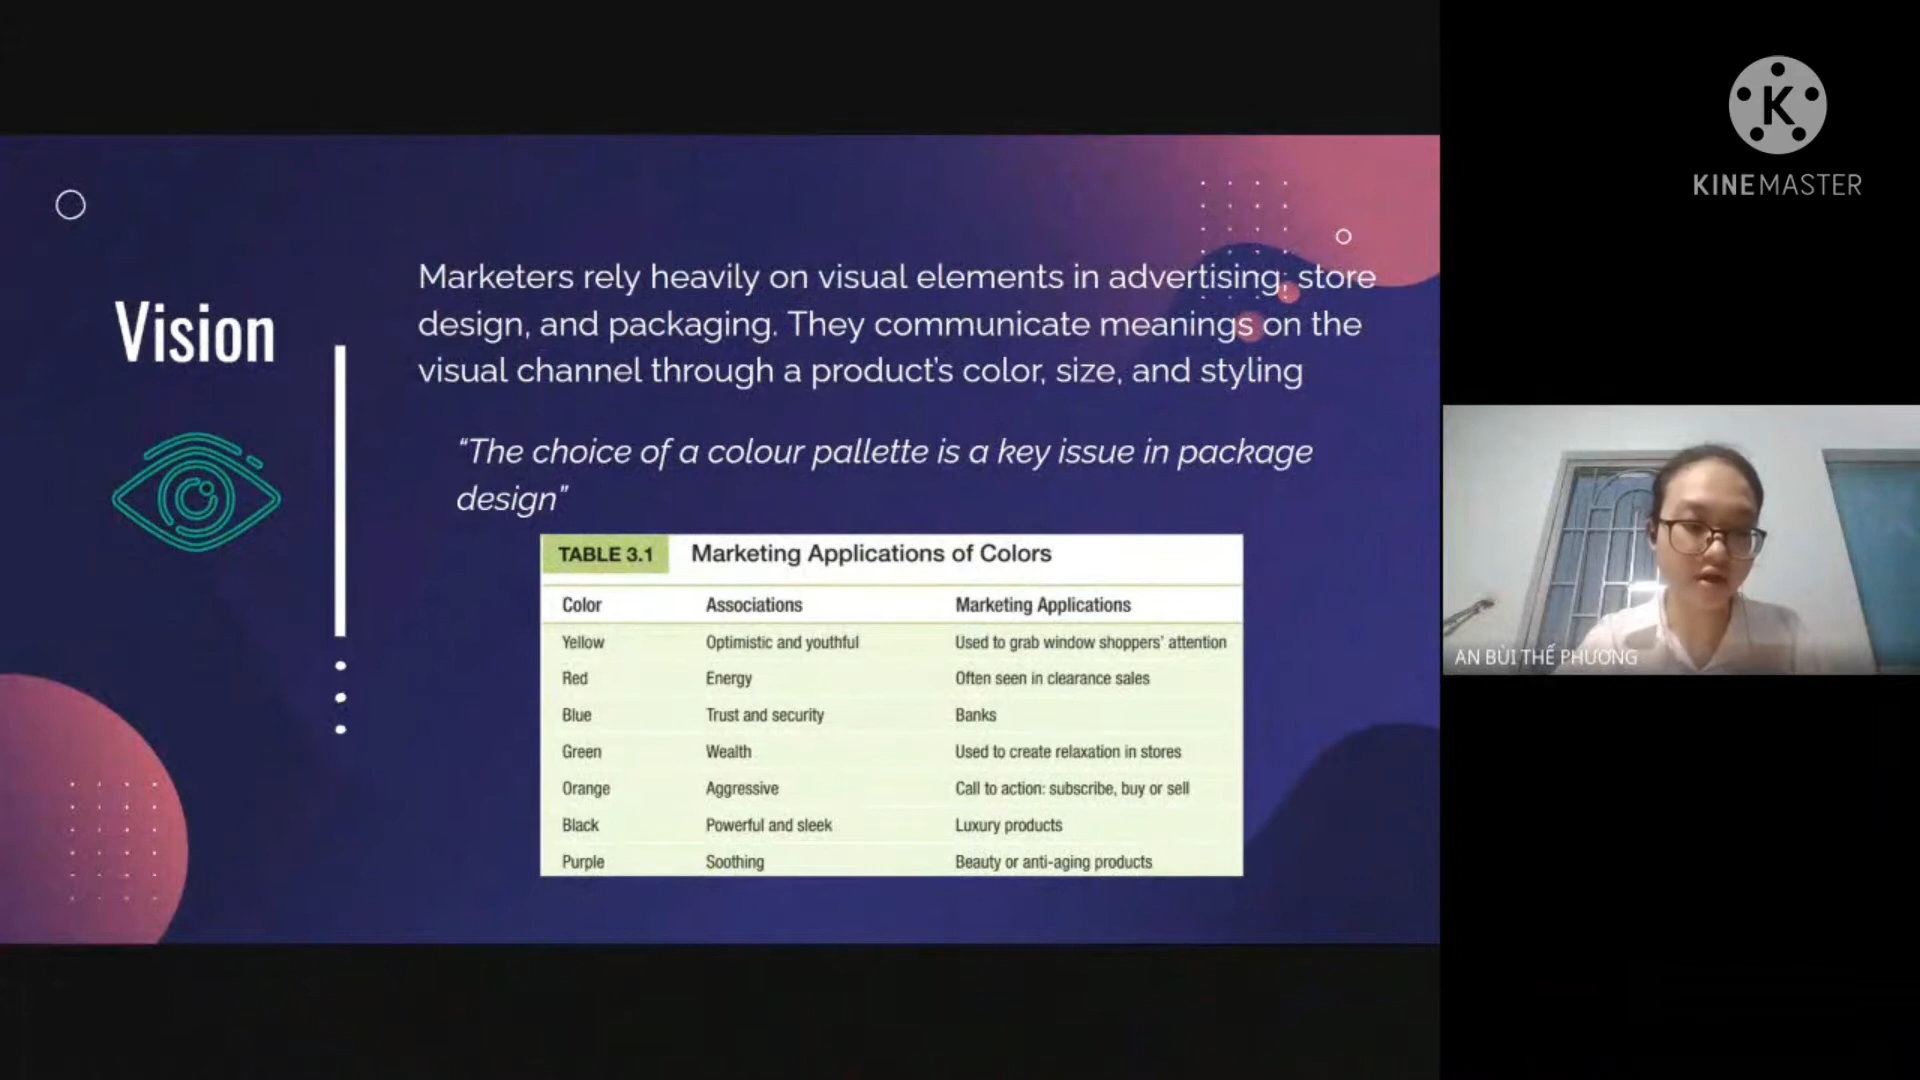 Vision
Marketers rely heavily on visual elements in advertising, store
design, and packaging. They communicate meanings on the
visual channel through a product's color, size, and styling
“The choice of a colour pallette is a key issue in package
design”
TABLE 3.1 Marketing Applications of Colors
Color Associations Marketing Applications
Yellow Optimistic and youthful Used to grab window shoppers' attention
Red Energy Often seen in clearance sales
Blue Trust and security Banks
Green Wealth Used to create relaxation in stores
Orange Aggressive Call to action: subscribe, buy or sell
Black Powerful and sleek Luxury products
Purple Soothing Beauty or anti-aging products
K
KINEMASTER
AN BÙI THẾ PHƯƠNG